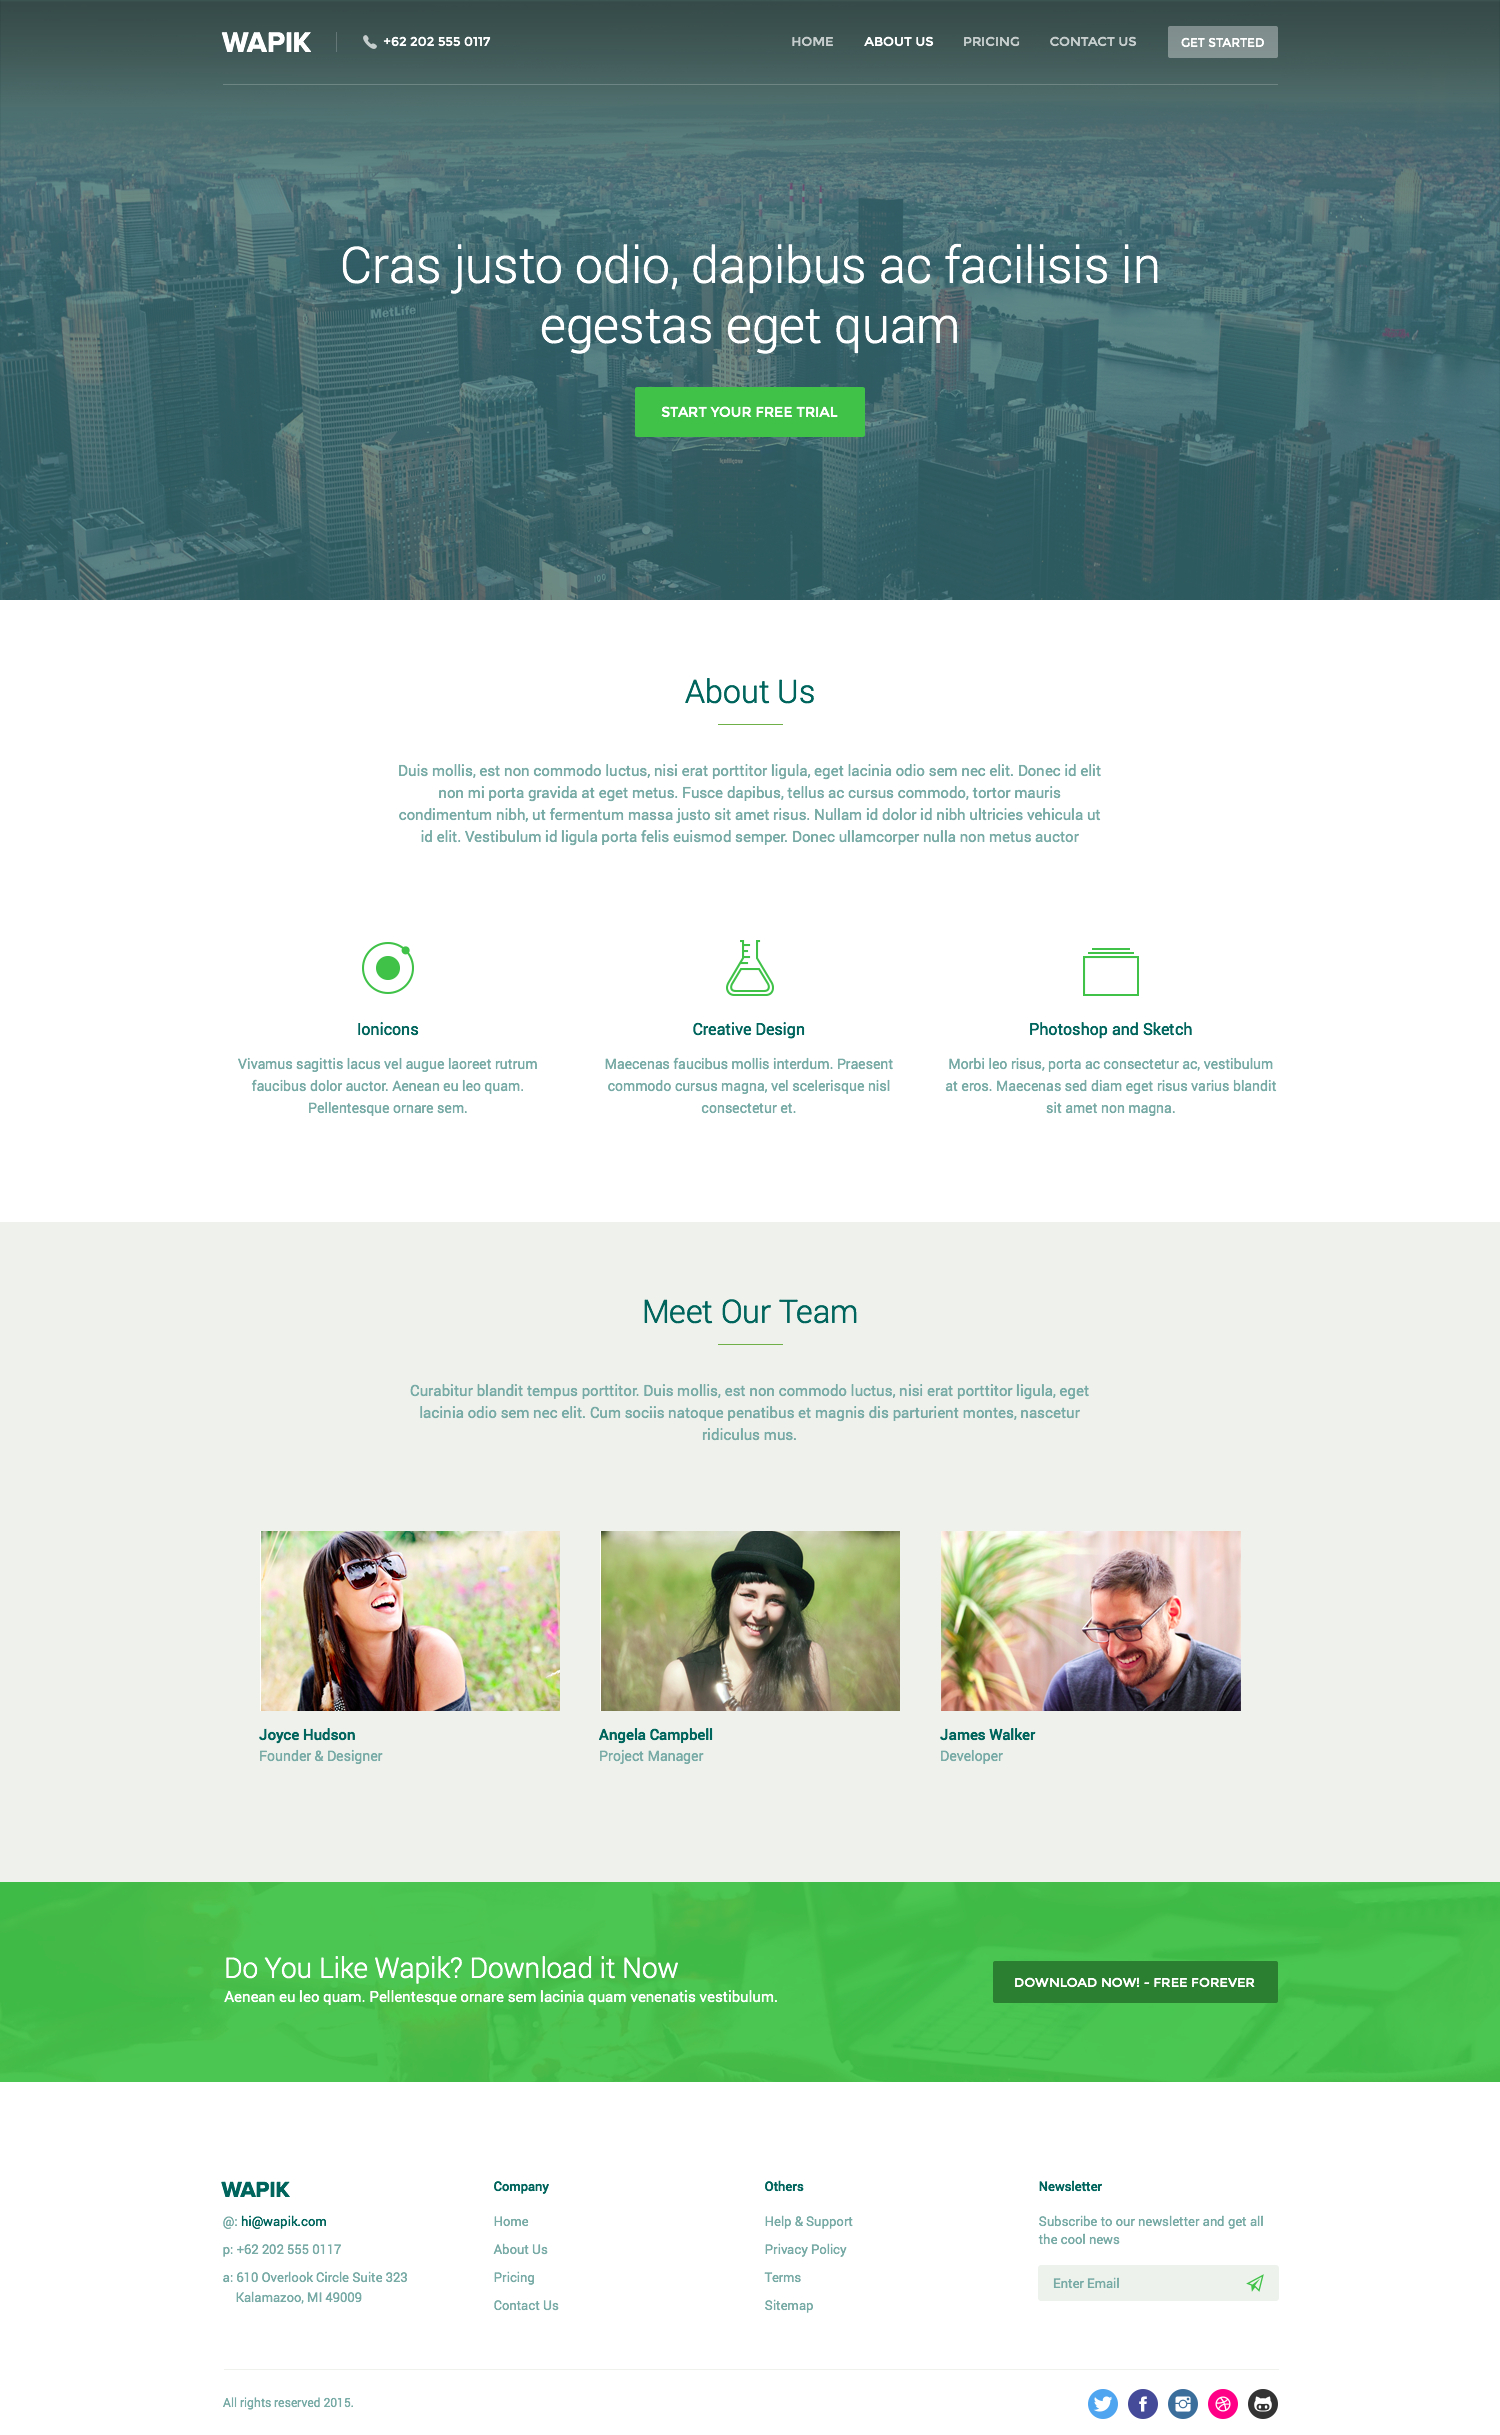 WAPIK
+62 202 555 0117
HOME
ABOUT US
PRICING
CONTACT US
GET STARTED
MetLife
Cras justo odio, dapibus ac facilisis in
egestas eget quam
START YOUR FREE TRIAL
100
About Us
Duis mollis, est non commodo luctus, nisi erat porttitor ligula, eget lacinia odio sem nec elit. Donec id elit
non mi porta gravida at eget metus. Fusce dapibus, tellus ac cursus commodo, tortor mauris
condimentum nibh, ut fermentum massa justo sit amet risus. Nullam id dolor id nibh ultricies vehicula ut
id elit. Vestibulum id ligula porta felis euismod semper. Donec ullamcorper nulla non metus auctor
Ionicons
Vivamus sagittis lacus vel augue laoreet rutrum
faucibus dolor auctor. Aenean eu leo quam.
Pellentesque ornare sem.
Creative Design
Maecenas faucibus mollis interdum. Praesent
commodo cursus magna, vel scelerisque nisl
consectetur et.
Photoshop and Sketch
Morbi leo risus, porta ac consectetur ac, vestibulum
at eros. Maecenas sed diam eget risus varius blandit
sit amet non magna.
Meet Our Team
Curabitur blandit tempus porttitor. Duis mollis, est non commodo luctus, nisi erat porttitor ligula, eget
lacinia odio sem nec elit. Cum sociis natoque penatibus et magnis dis parturient montes, nascetur
ridiculus mus.
Joyce Hudson
Founder & Designer
Angela Campbell
Project Manager
James Walker
Developer
Do You Like Wapik? Download it Now
Aenean eu leo quam. Pellentesque ornare sem lacinia quam venenatis vestibulum.
DOWNLOAD NOW! - FREE FOREVER
WAPIK
@: hi@wapik.com
p: +62 202 555 0117
a: 610 Overlook Circle Suite 323
Kalamazoo, MI 49009
Company
Home
About Us
Pricing
Contact Us
Others
Help & Support
Privacy Policy
Terms
Sitemap
Newsletter
Subscribe to our newsletter and get all
the cool news
Enter Email
All rights reserved 2015.